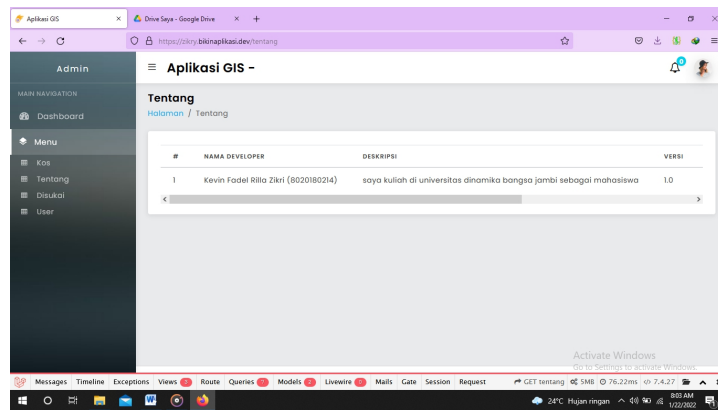 Aplikasi GIS
Drive Saya - Google Drive
https://zikry.bikinaplikasi.dev/tentang
Admin
Aplikasi GIS -
0
MAIN NAVIGATION
Dashboard
Menu
Kos
Tentang
Disukai
User
Tentang
Halaman / Tentang
# NAMA DEVELOPER DESKRIPSI VERSI
1 Kevin Fadel Rilla Zikri (8020180214) saya kuliah di universitas dinamika bangsa jambi sebagai mahasiswa 1.0
Activate Windows
Go to Settings to activate Windows.
Messages Timeline Exceptions Views Route Queries Models Livewire Mails Gate Session Request GET tentang 5MB 76.22ms 7.4.27
24°C Hujan ringan 8:03 AM
1/22/2022